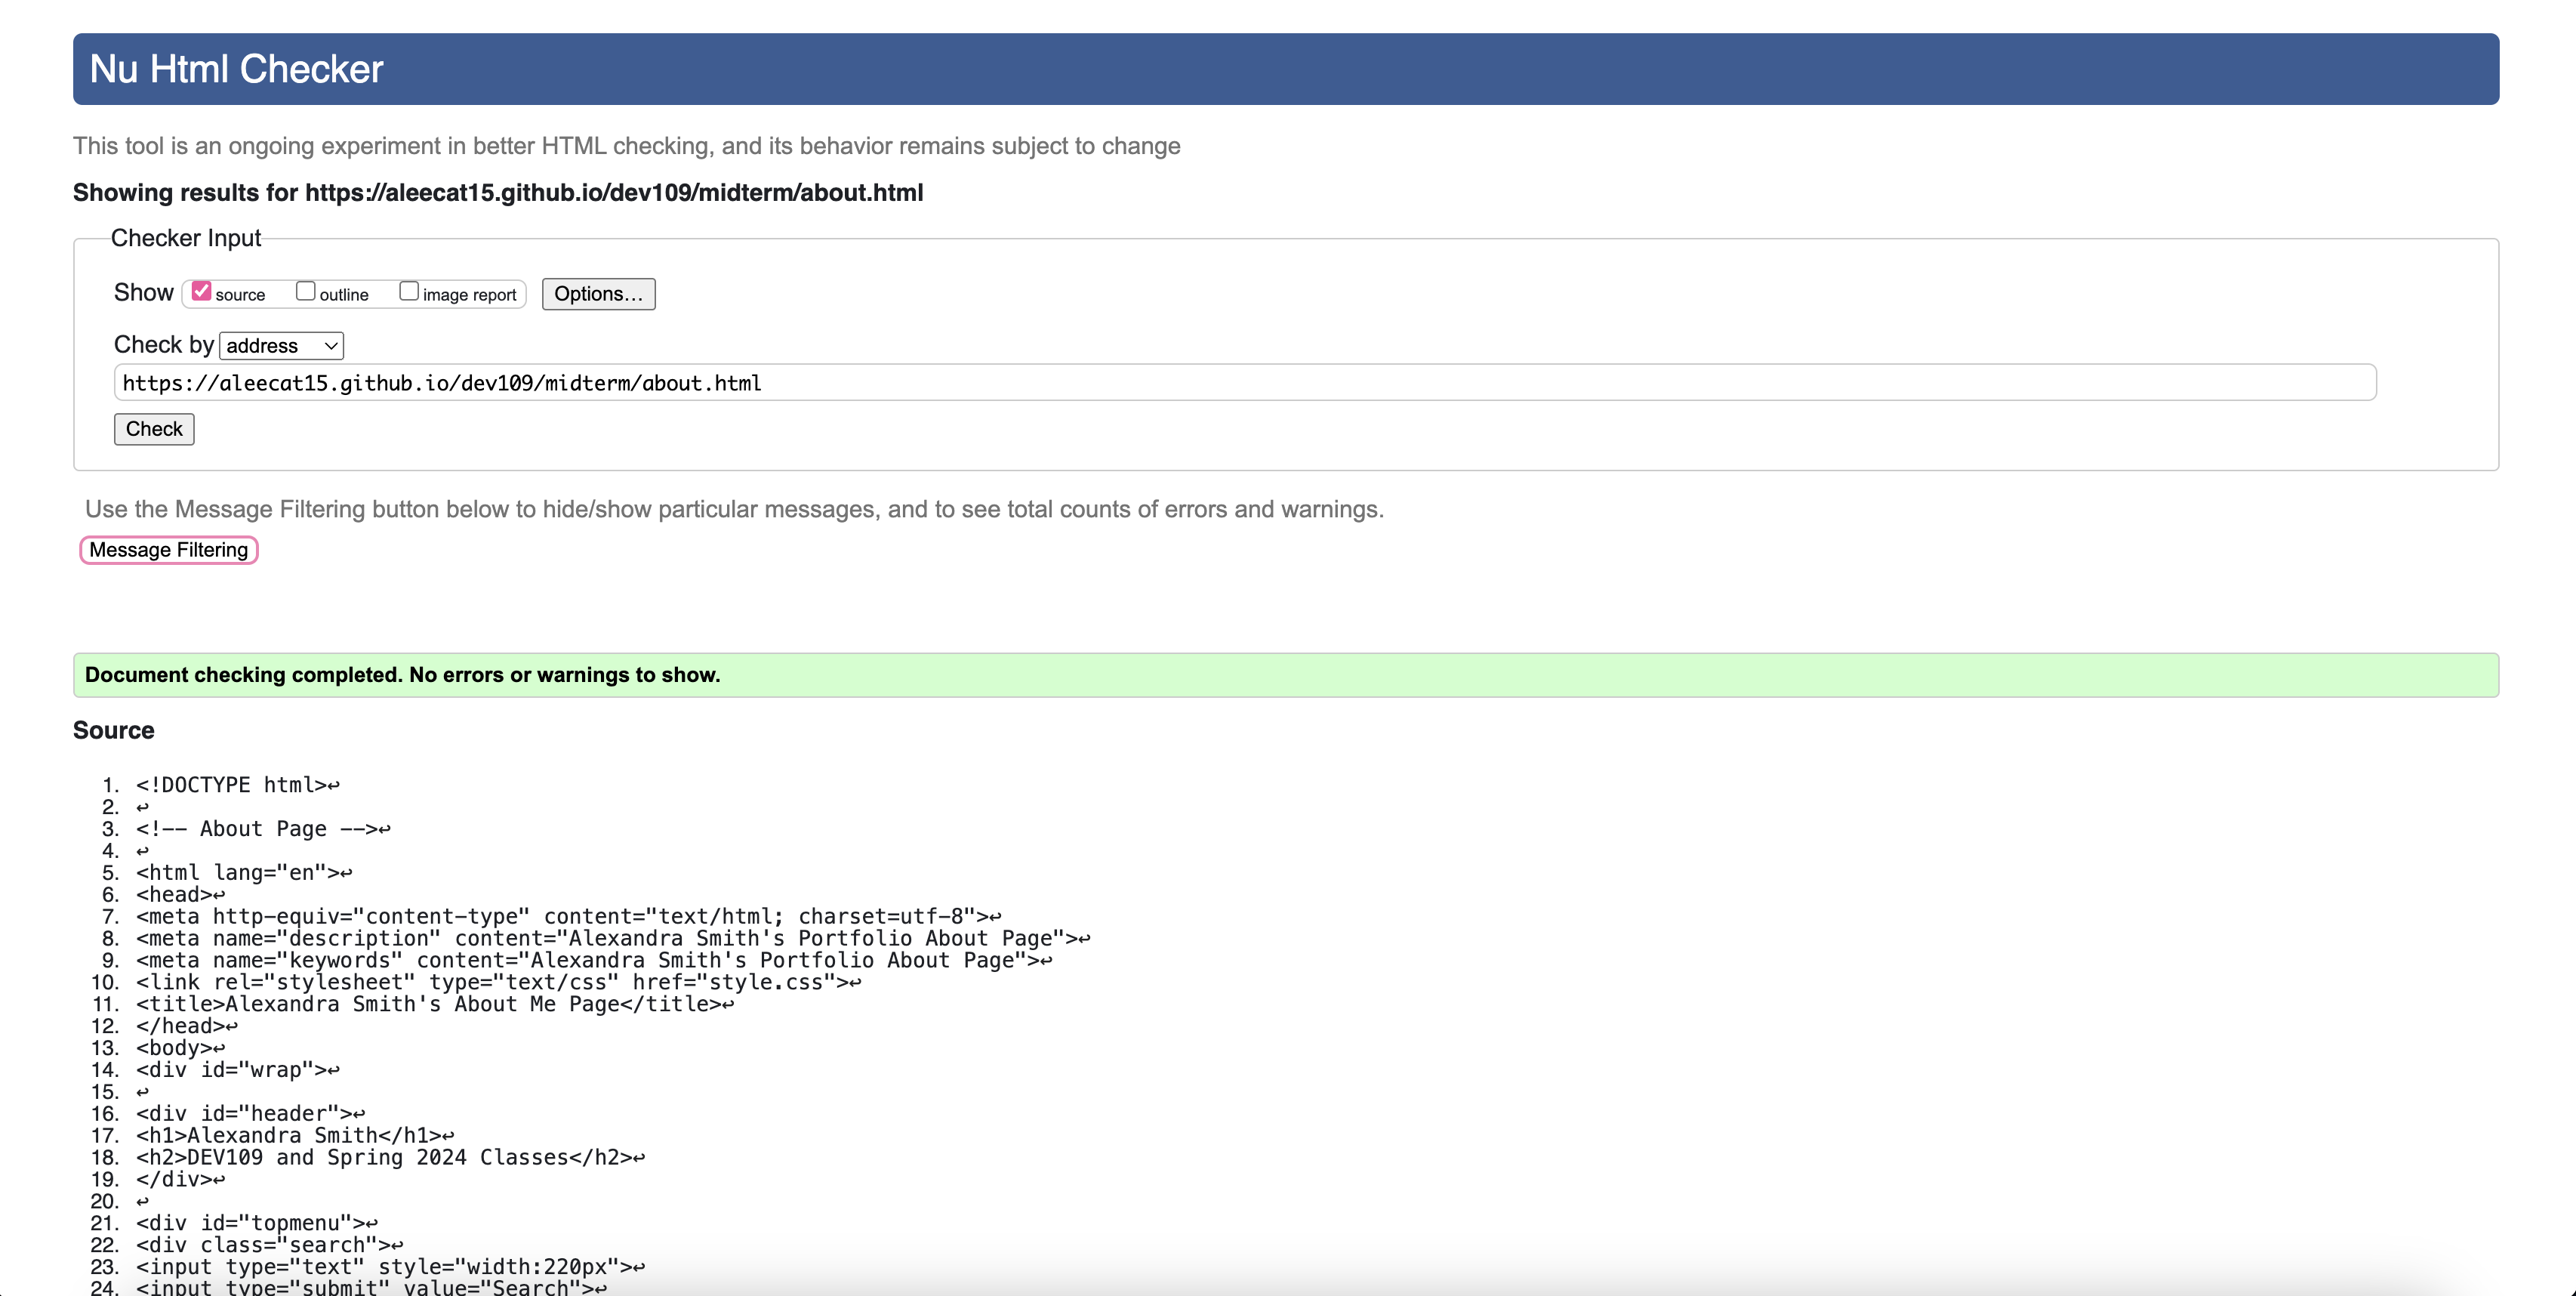 Nu Html Checker
This tool is an ongoing experiment in better HTML checking, and its behavior remains subject to change
Showing results for https://aleecat15.github.io/dev109/midterm/about.html
Checker Input
Show source outline image report Options...
Check by address
https://aleecat15.github.io/dev109/midterm/about.html
Check
Use the Message Filtering button below to hide/show particular messages, and to see total counts of errors and warnings.
Message Filtering
Document checking completed. No errors or warnings to show.
Source
1. <!DOCTYPE html>↩
2. ↩
3. <!-- About Page -->↩
4. ↩
5. <html lang="en">↩
6. <head>↩
7. <meta http-equiv="content-type" content="text/html; charset=utf-8">↩
8. <meta name="description" content="Alexandra Smith's Portfolio About Page">↩
9. <meta name="keywords" content="Alexandra Smith's Portfolio About Page">↩
10. <link rel="stylesheet" type="text/css" href="style.css">↩
11. <title>Alexandra Smith's About Me Page</title>↩
12. </head>↩
13. <body>↩
14. <div id="wrap">↩
15. ↩
16. <div id="header">↩
17. <h1>Alexandra Smith</h1>↩
18. <h2>DEV109 and Spring 2024 Classes</h2>↩
19. </div>↩
20. ↩
21. <div id="topmenu">↩
22. <div class="search">↩
23. <input type="text" style="width:220px">↩
24. <input type="submit" value="Search">↩